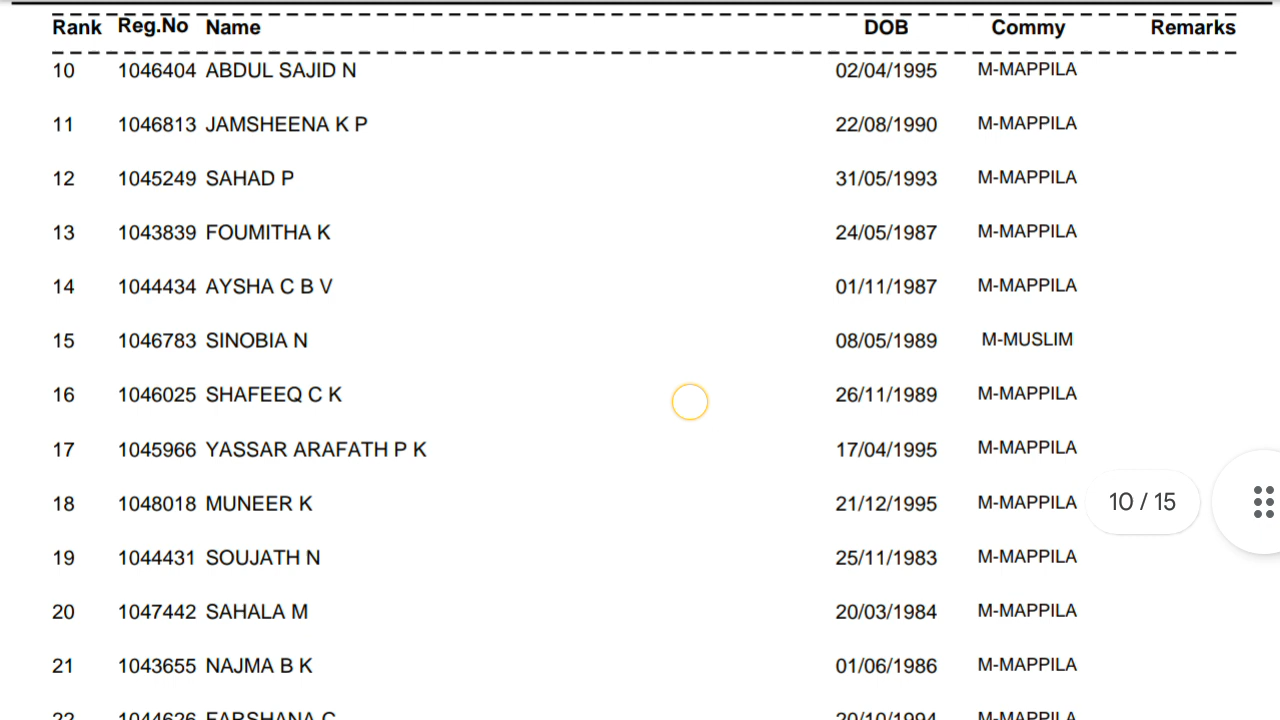 Rank Reg.No Name DOB Commy Remarks
10 1046404 ABDUL SAJID N 02/04/1995 M-MAPPILA
11 1046813 JAMSHEENA K P 22/08/1990 M-MAPPILA
12 1045249 SAHAD P 31/05/1993 M-MAPPILA
13 1043839 FOUMITHA K 24/05/1987 M-MAPPILA
14 1044434 AYSHA C B V 01/11/1987 M-MAPPILA
15 1046783 SINOBIA N 08/05/1989 M-MUSLIM
16 1046025 SHAFEEQ C K 26/11/1989 M-MAPPILA
17 1045966 YASSAR ARAFATH P K 17/04/1995 M-MAPPILA
18 1048018 MUNEER K 21/12/1995 M-MAPPILA 10 / 15
19 1044431 SOUJATH N 25/11/1983 M-MAPPILA
20 1047442 SAHALA M 20/03/1984 M-MAPPILA
21 1043655 NAJMA B K 01/06/1986 M-MAPPILA
22 1044626 FARSHANA C 20/10/1994 M-MAPPILA